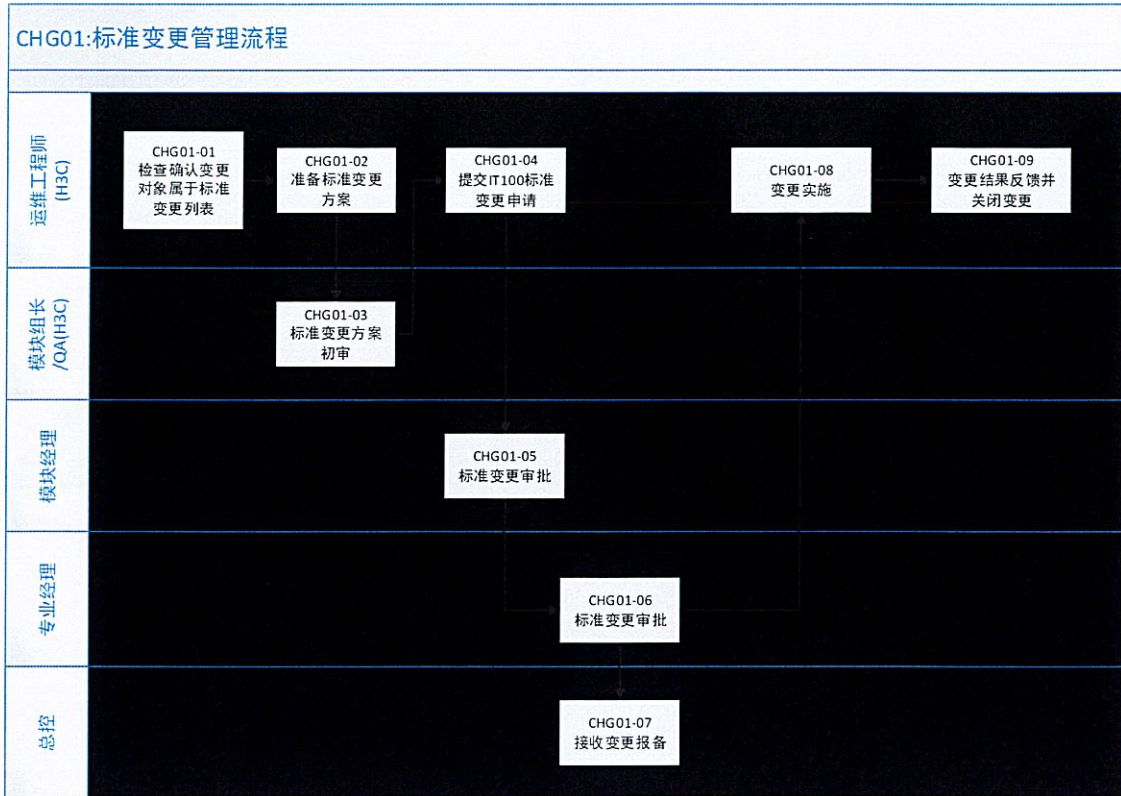 CHG01:标准变更管理流程
运维工程师
(H3C)
CHG01-01
检查确认变更
对象属于标准
变更列表
CHG01-02
准备标准变更
方案
CHG01-04
提交IT100标准
变更申请
CHG01-08
变更实施
CHG01-09
变更结果反馈并
关闭变更
模块组长
/QA(H3C)
CHG01-03
标准变更方案
初审
模块经理
CHG01-05
标准变更审批
专业经理
CHG01-06
标准变更审批
总控
CHG01-07
接收变更报备